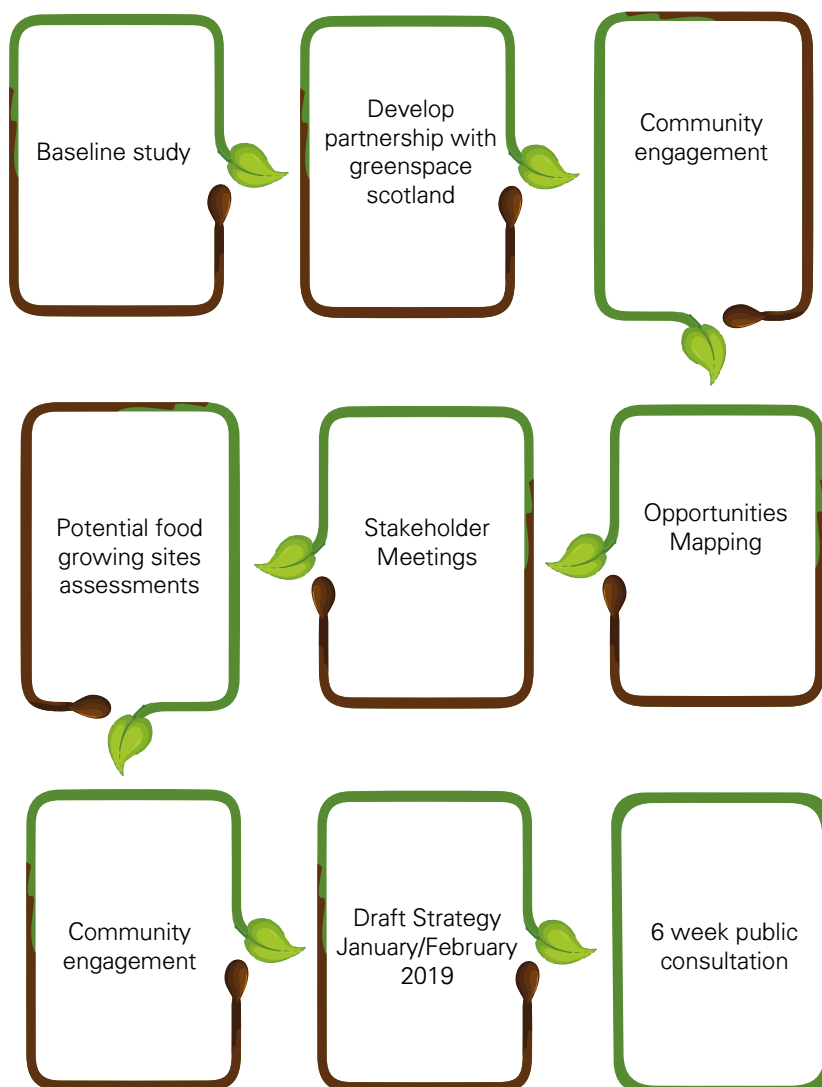 Baseline study
Develop
partnership with
greenspace
scotland
Community
engagement
Opportunities
Mapping
Stakeholder
Meetings
Potential food
growing sites
assessments
Community
engagement
Draft Strategy
January/February
2019
6 week public
consultation